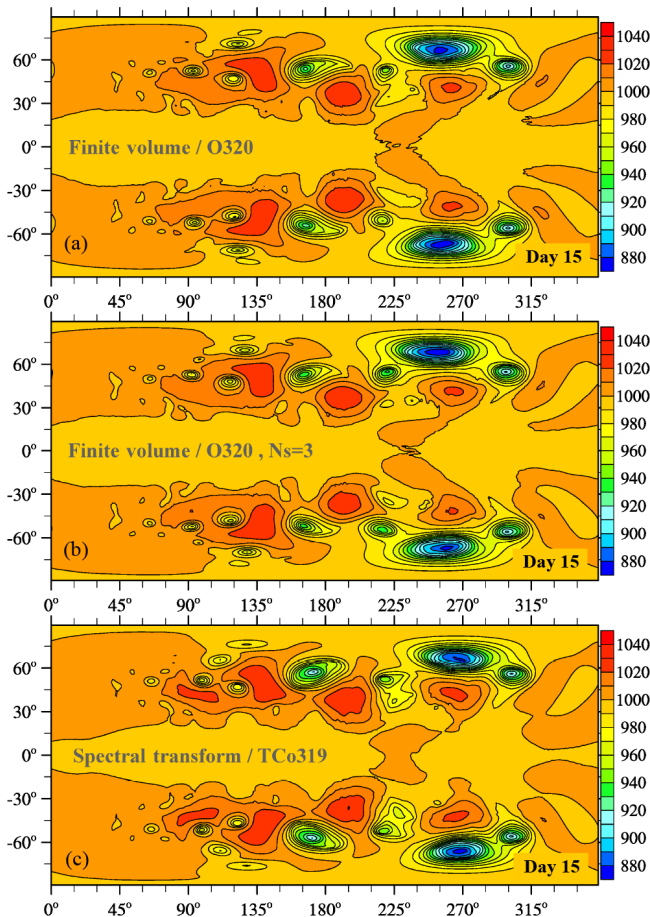 1040
60º
1020
30º
1000
980
0º
Finite volume / O320
960
940
-30º
920
900
-60º
(a)
Day 15
880
0º 45º 90º 135º 180º 225º 270º 315º
1040
60º
1020
30º
1000
980
0º
Finite volume / O320 , Ns=3
960
940
-30º
920
900
-60º
(b)
Day 15
880
0º 45º 90º 135º 180º 225º 270º 315º
1040
60º
1020
30º
1000
980
0º
Spectral transform / TCo319
960
940
-30º
920
900
-60º
(c)
Day 15
880
0º 45º 90º 135º 180º 225º 270º 315º